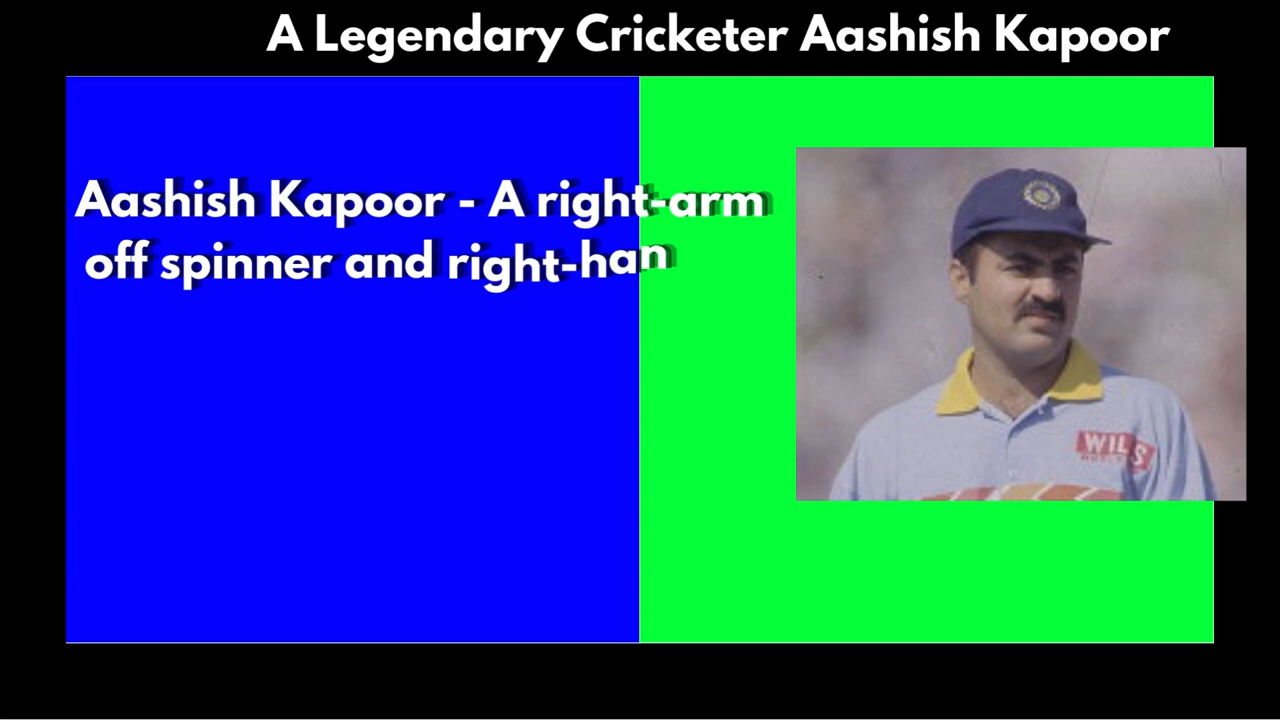 A Legendary Cricketer Aashish Kapoor
Aashish Kapoor - A right-arm
off spinner and right-han
WILLS